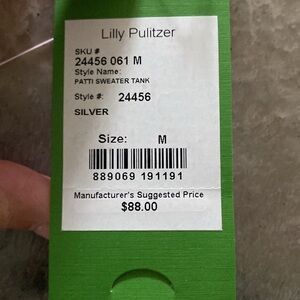 Lilly Pulitzer
SKU #
24456 061 M
Style Name:
PATTI SWEATER TANK
Style #: 24456
SILVER
Size: M
889069 191191
Manufacturer's Suggested Price
$88.00